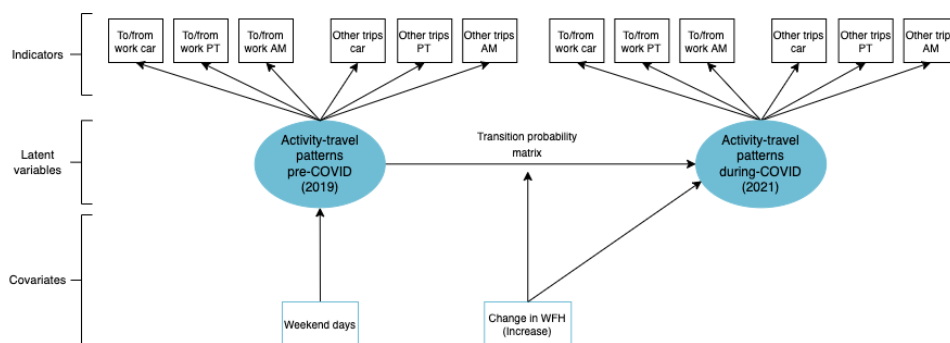 Indicators
To/from
work car
To/from
work PT
To/from
work AM
Other trips
car
Other trips
PT
Other trips
AM
To/from
work car
To/from
work PT
To/from
work AM
Other trips
car
Other trips
PT
Other trips
AM
Latent
variables
Activity-travel
patterns
pre-COVID
(2019)
Transition probability
matrix
Activity-travel
patterns
during-COVID
(2021)
Covariates
Weekend days
Change in WFH
(Increase)